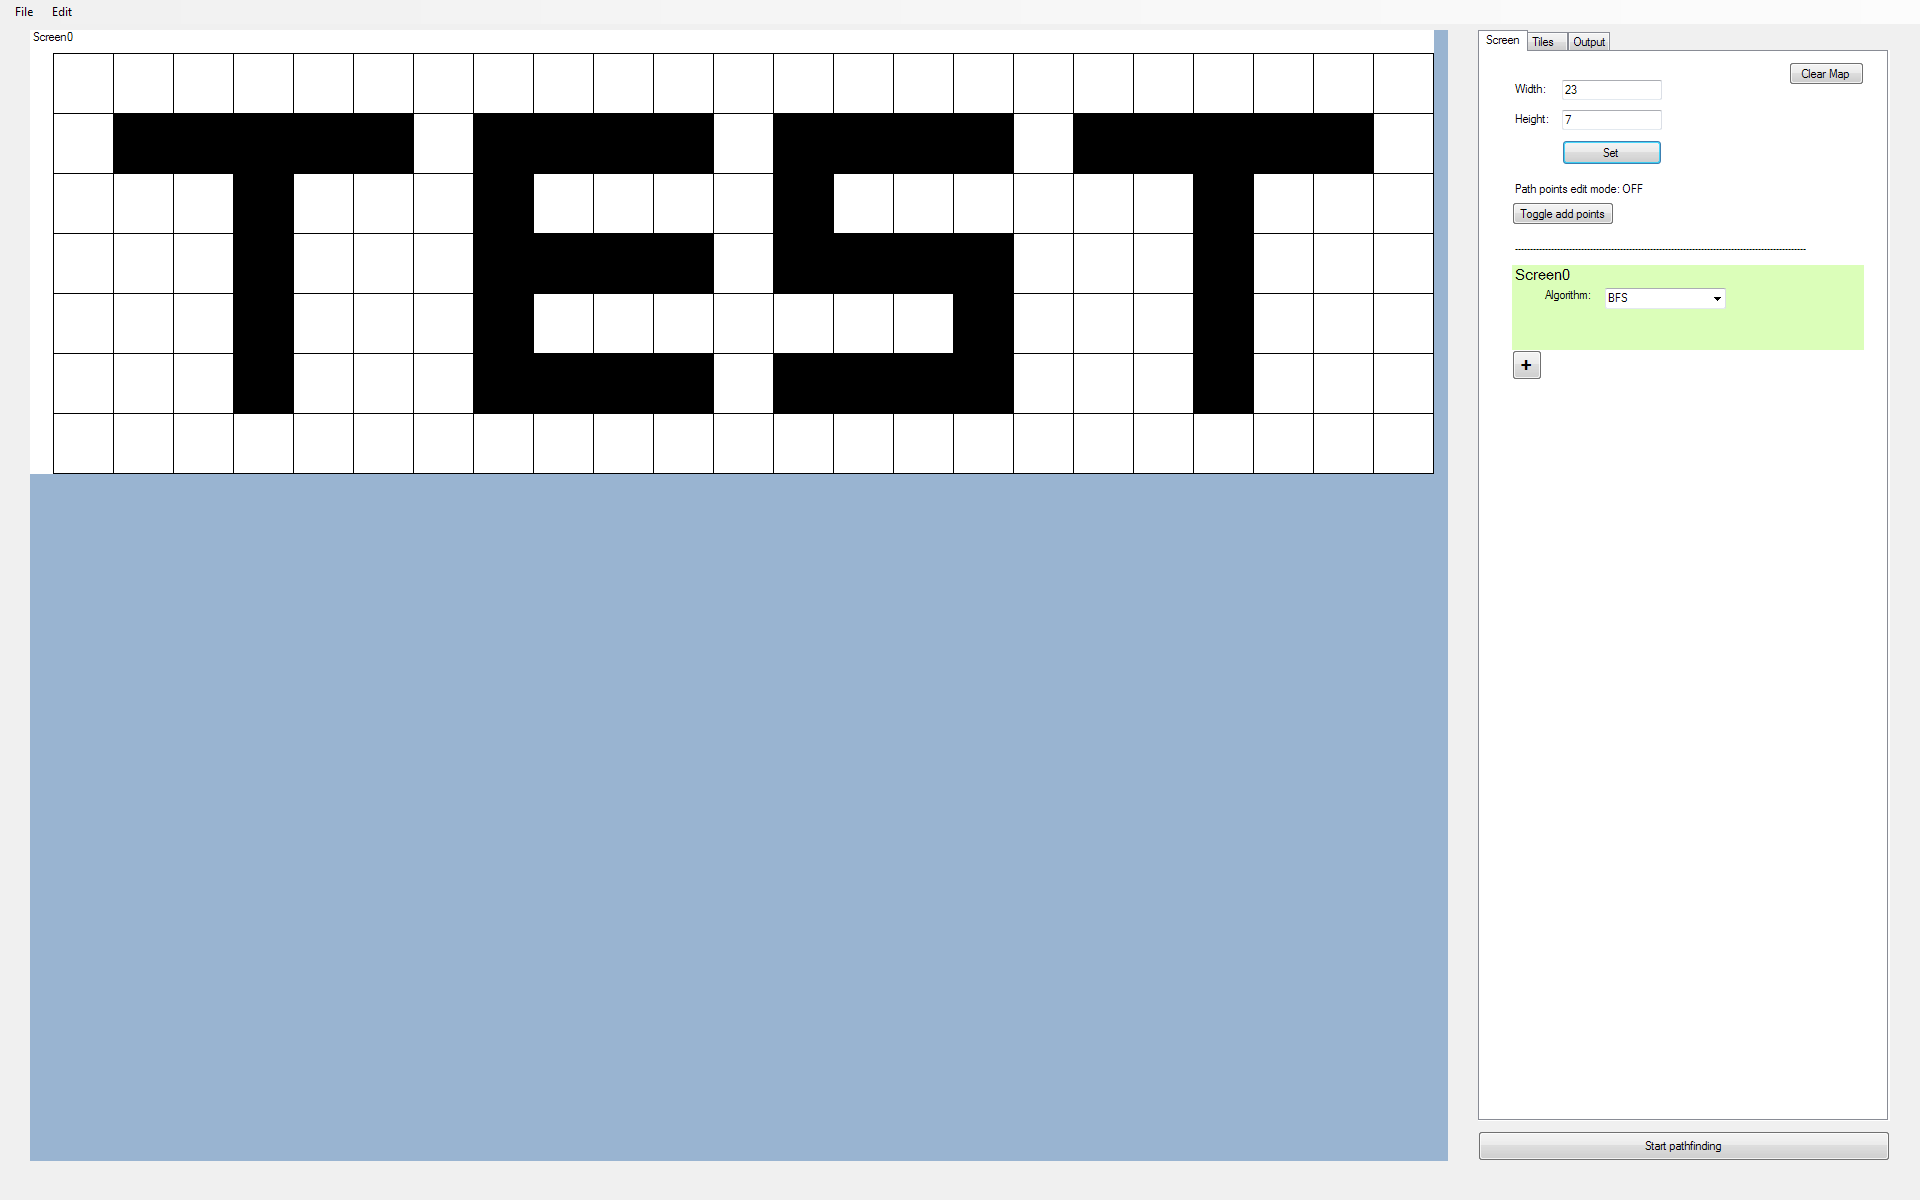 File Edit
Screen0
TEST
Screen Tiles Output
Clear Map
Width: 23
Height: 7
Set
Path points edit mode: OFF
Toggle add points
Screen0
Algorithm: BFS
+
Start pathfinding